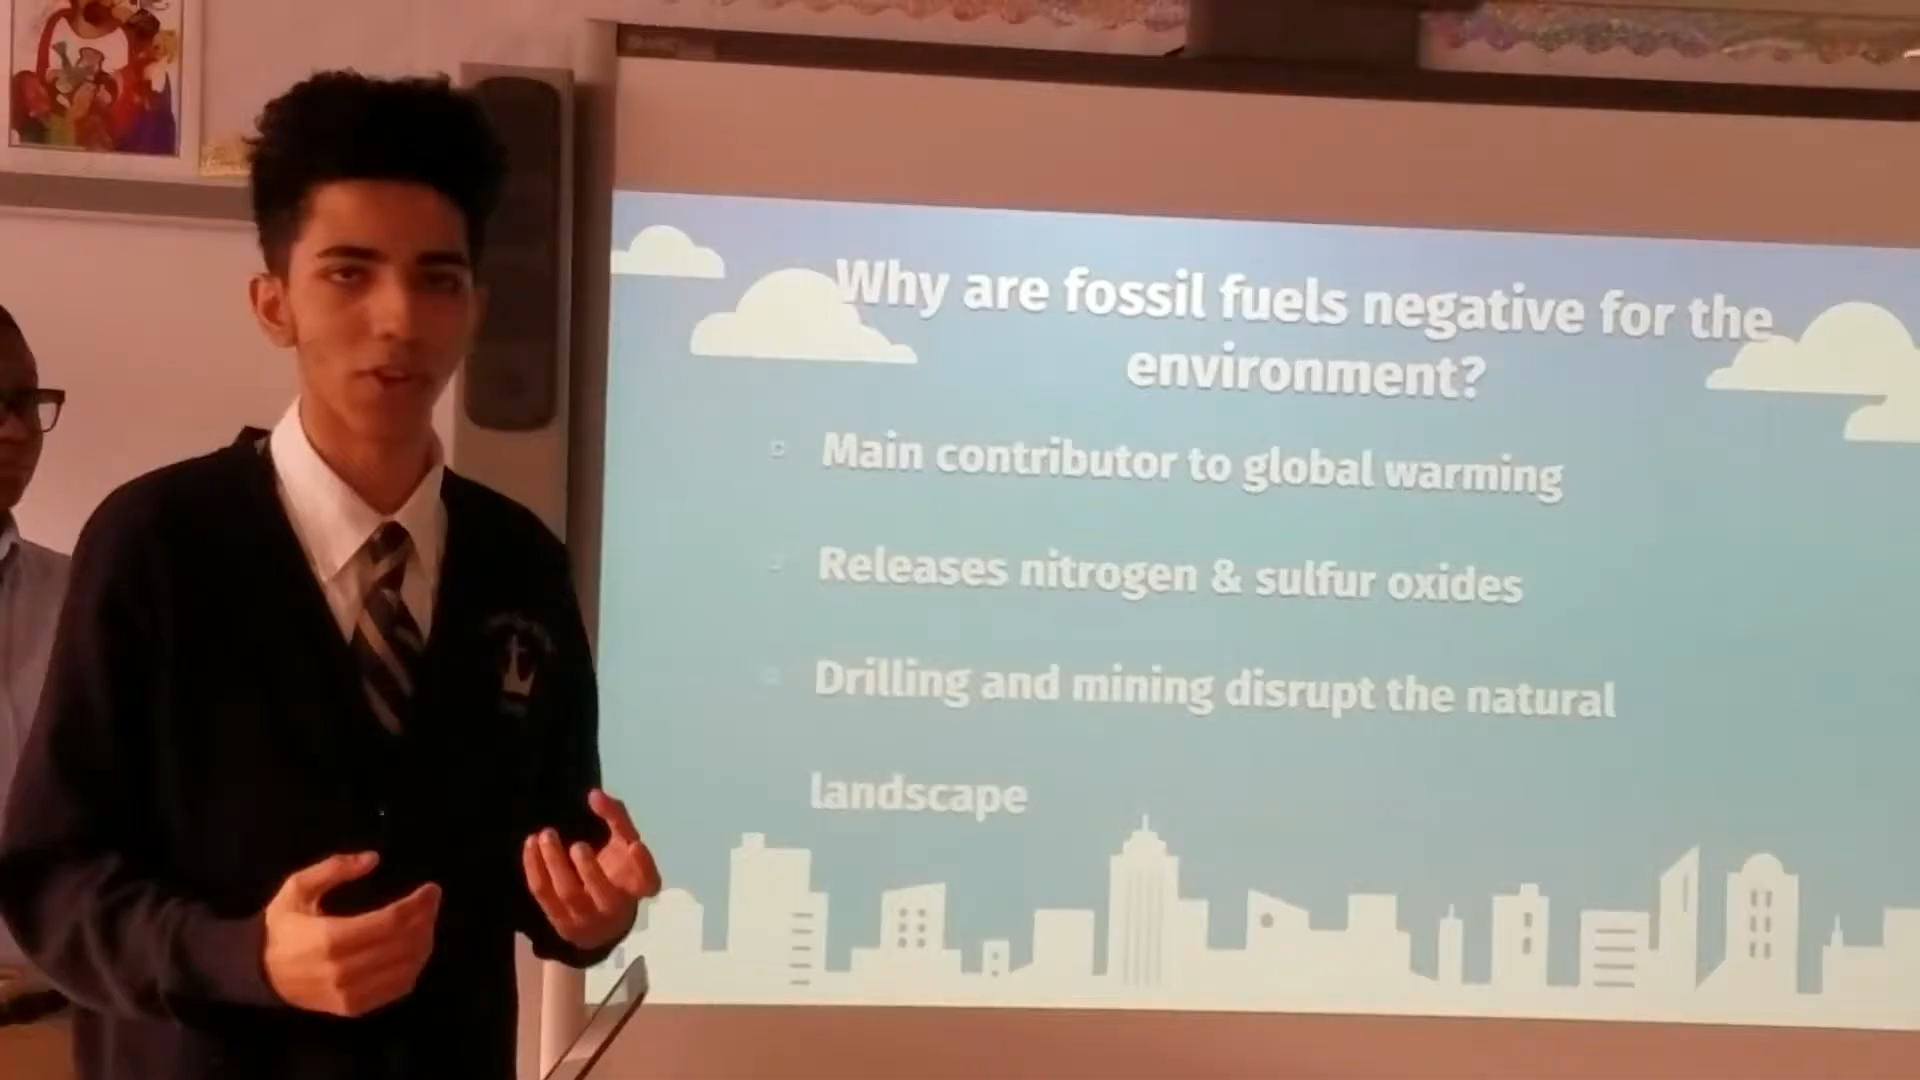 Why are fossil fuels negative for the
environment?
Main contributor to global warming
Releases nitrogen & sulfur oxides
Drilling and mining disrupt the natural
landscape